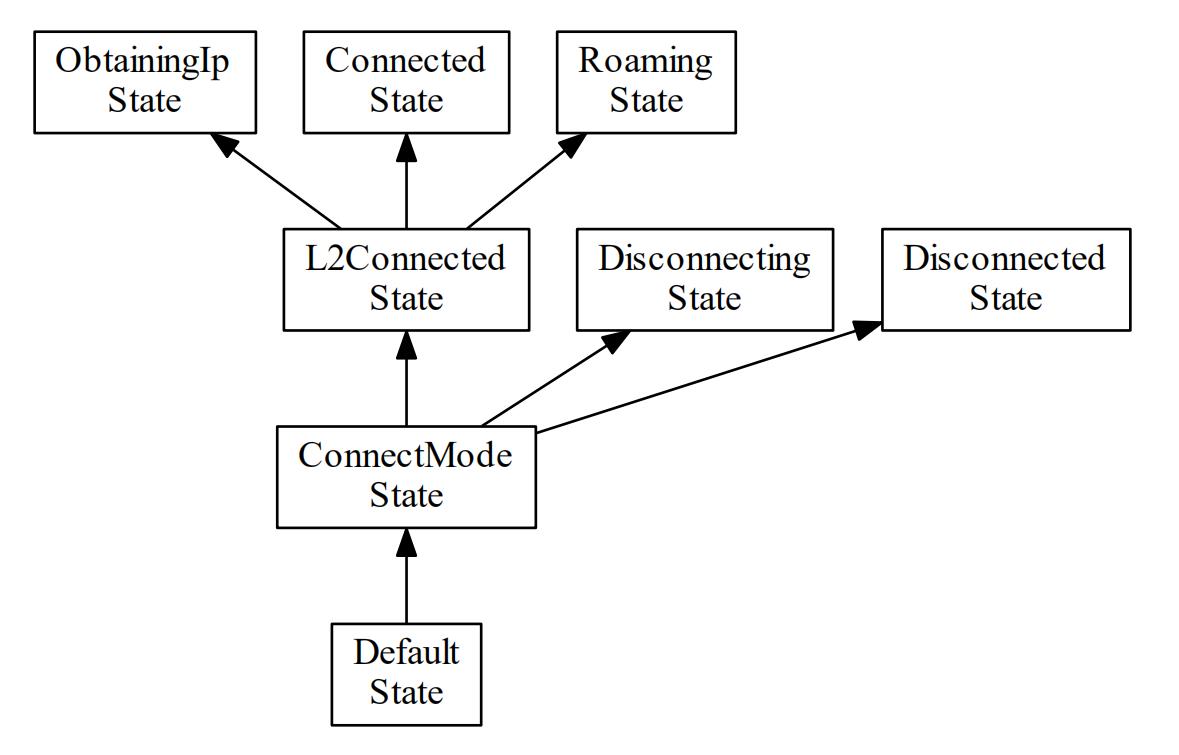 ObtainingIp
State
Connected
State
Roaming
State
L2Connected
State
Disconnecting
State
Disconnected
State
ConnectMode
State
Default
State